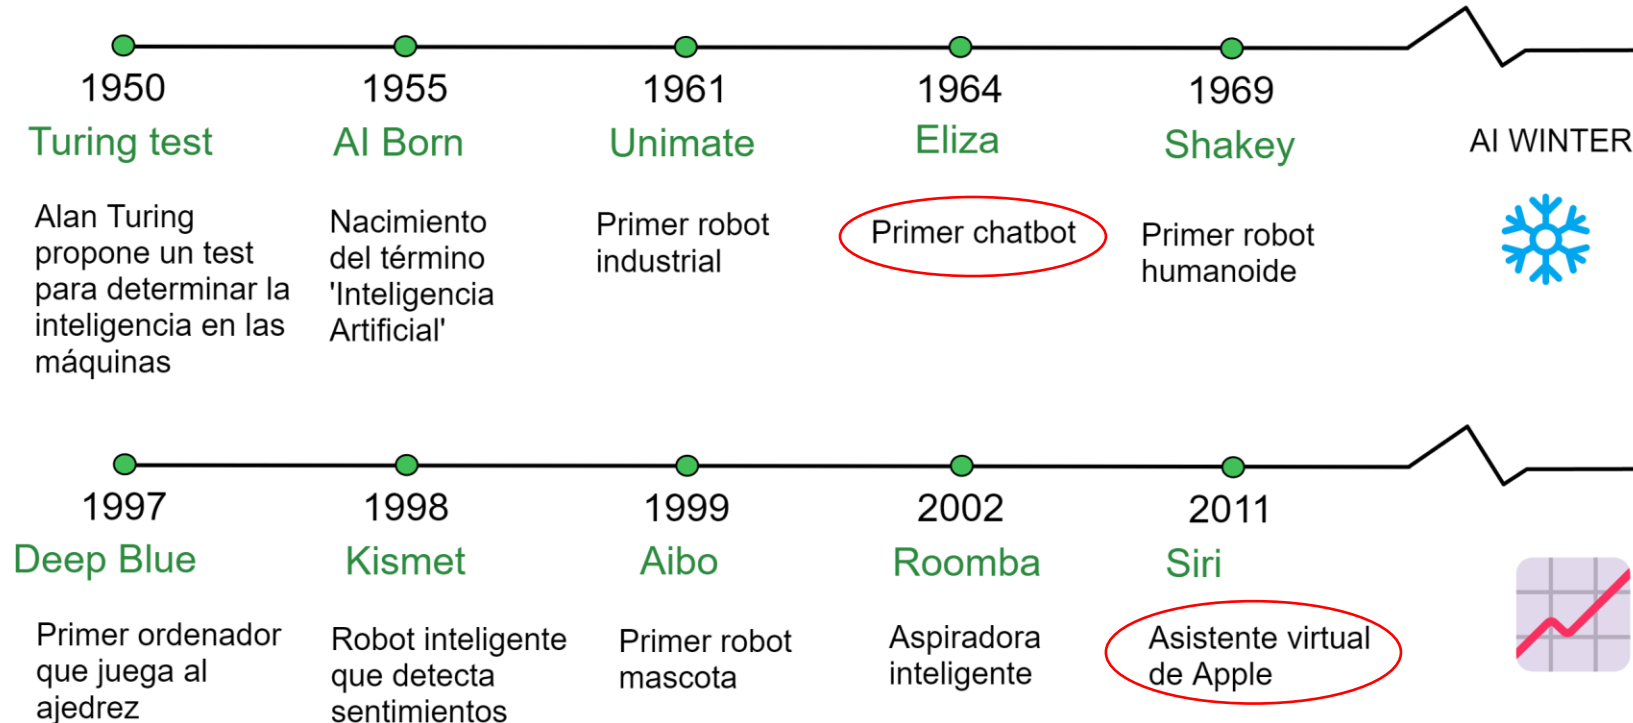 1950
1955
1961
1964
1969
Turing test
AI Born
Unimate
Eliza
Shakey
AI WINTER
Alan Turing
propone un test
para determinar la
inteligencia en las
máquinas
Nacimiento
del término
'Inteligencia
Artificial'
Primer robot
industrial
Primer chatbot
Primer robot
humanoide
1997
1998
1999
2002
2011
Deep Blue
Kismet
Aibo
Roomba
Siri
Primer ordenador
que juega al
ajedrez
Robot inteligente
que detecta
sentimientos
Primer robot
mascota
Aspiradora
inteligente
Asistente virtual
de Apple